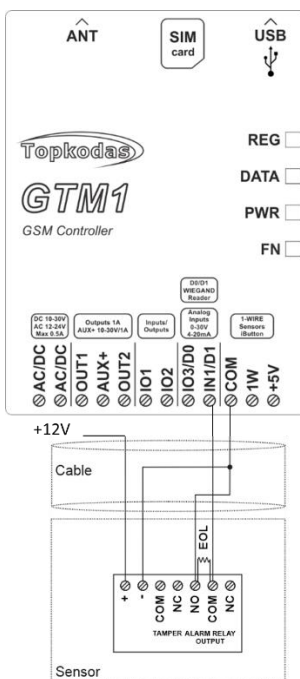 ANT
SIM
card
USB
Topkodas
REG
GTM1
DATA
GSM Controller
PWR
FN
D0/D1
WIEGAND
Reader
DC 10-30V
AC 12-24V
Max 0.5A
Outputs 1A
AUX+ 10-30V/1A
Inputs/
Outputs
Analog
Inputs
0-30V
4-20mA
1-WIRE
Sensors
iButton
AC/DC
AC/DC
OUT1
AUX+
OUT2
IO1
IO2
IO3/D0
IN1/D1
COM
1W
+5V
+12V
Cable
EOL
+
-
COM
NC
NO
COM
NC
TAMPER ALARM RELAY
OUTPUT
Sensor